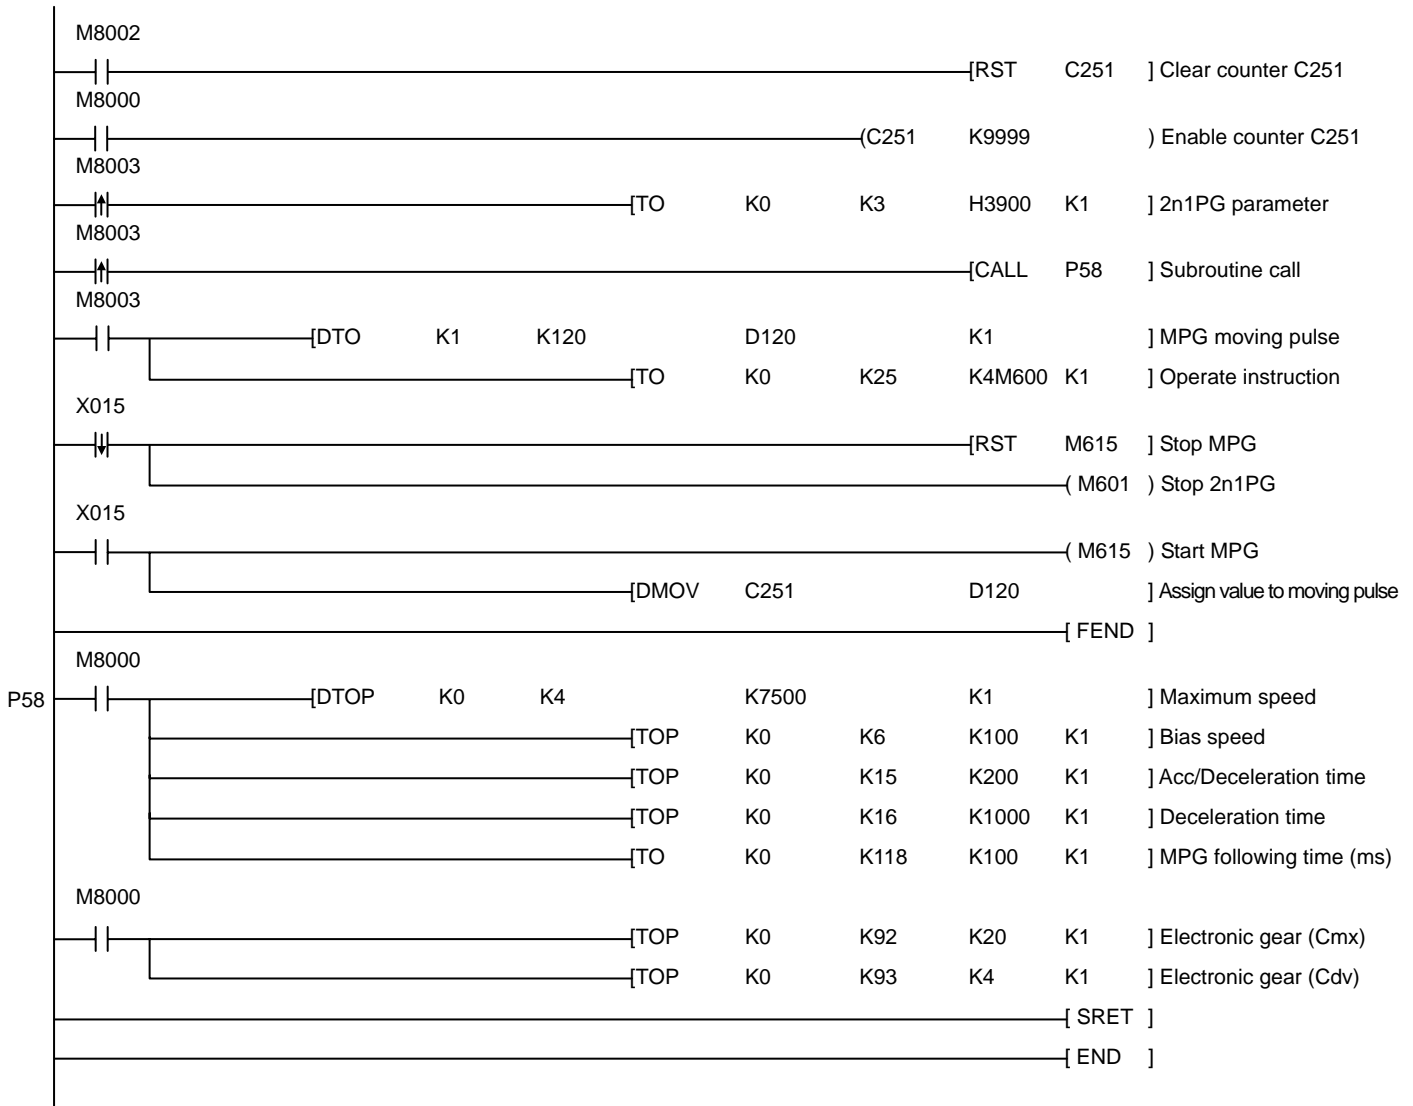 M8002
[RST C251 ] Clear counter C251
M8000
(C251 K9999 ) Enable counter C251
M8003
[TO K0 K3 H3900 K1 ] 2n1PG parameter
M8003
[CALL P58 ] Subroutine call
M8003
[DTO K1 K120 D120 K1 ] MPG moving pulse
[TO K0 K25 K4M600 K1 ] Operate instruction
X015
[RST M615 ] Stop MPG
( M601 ) Stop 2n1PG
X015
( M615 ) Start MPG
[DMOV C251 D120 ] Assign value to moving pulse
[ FEND ]
M8000
P58 [DTOP K0 K4 K7500 K1 ] Maximum speed
[TOP K0 K6 K100 K1 ] Bias speed
[TOP K0 K15 K200 K1 ] Acc/Deceleration time
[TOP K0 K16 K1000 K1 ] Deceleration time
[TO K0 K118 K100 K1 ] MPG following time (ms)
M8000
[TOP K0 K92 K20 K1 ] Electronic gear (Cmx)
[TOP K0 K93 K4 K1 ] Electronic gear (Cdv)
[ SRET ]
[ END ]